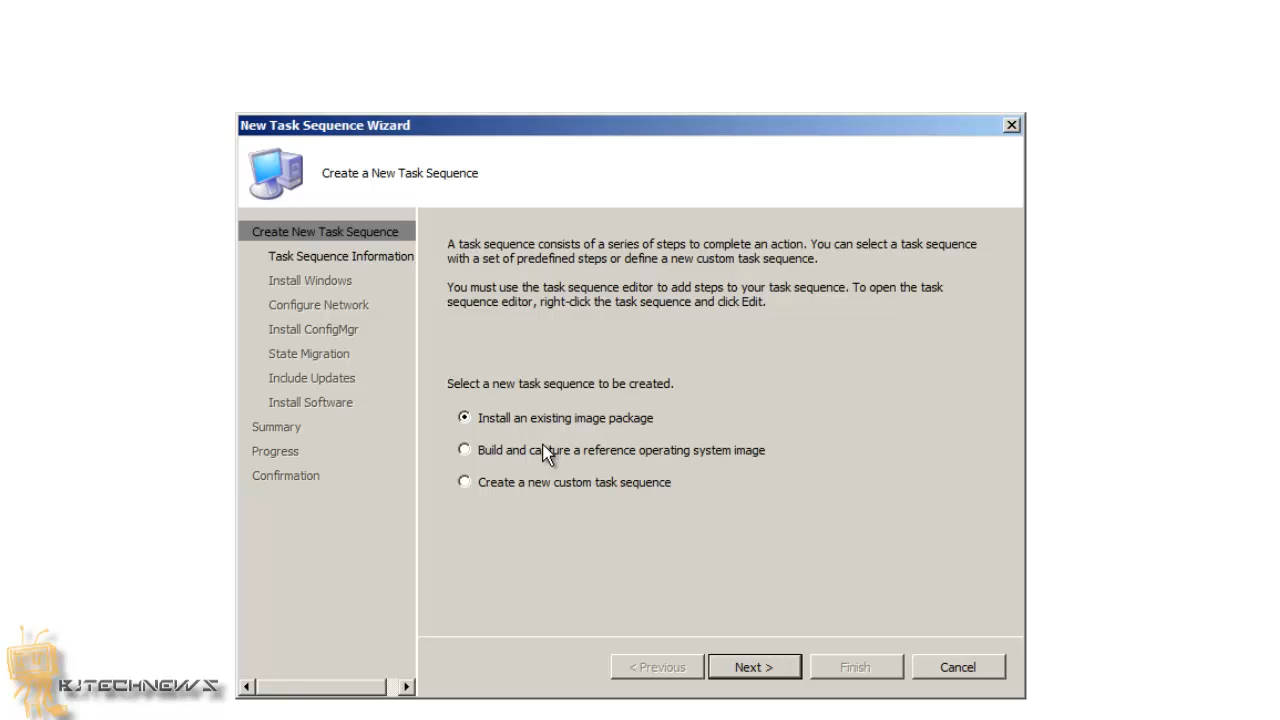 New Task Sequence Wizard
Create a New Task Sequence
Create New Task Sequence
Task Sequence Information
Install Windows
Configure Network
Install ConfigMgr
State Migration
Include Updates
Install Software
Summary
Progress
Confirmation
A task sequence consists of a series of steps to complete an action. You can select a task sequence
with a set of predefined steps or define a new custom task sequence.
You must use the task sequence editor to add steps to your task sequence. To open the task
sequence editor, right-click the task sequence and click Edit.
Select a new task sequence to be created.
Install an existing image package
Build and capture a reference operating system image
Create a new custom task sequence
< Previous
Next >
Finish
Cancel
KJTECHNEWS